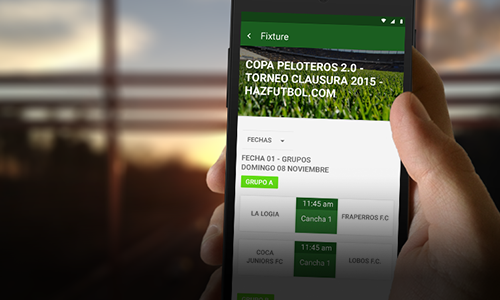 Fixture
COPA PELOTEROS 2.0 -
TORNEO CLAUSURA 2015 -
HAZFUTBOL.COM
FECHAS
FECHA 01 - GRUPOS
DOMINGO 08 NOVIEMBRE
GRUPO A
LA LOGIA
11:45 am
Cancha 1
FRAPERROS F.C
COCA
JUNIORS FC
11:45 am
Cancha 1
LOBOS F.C.